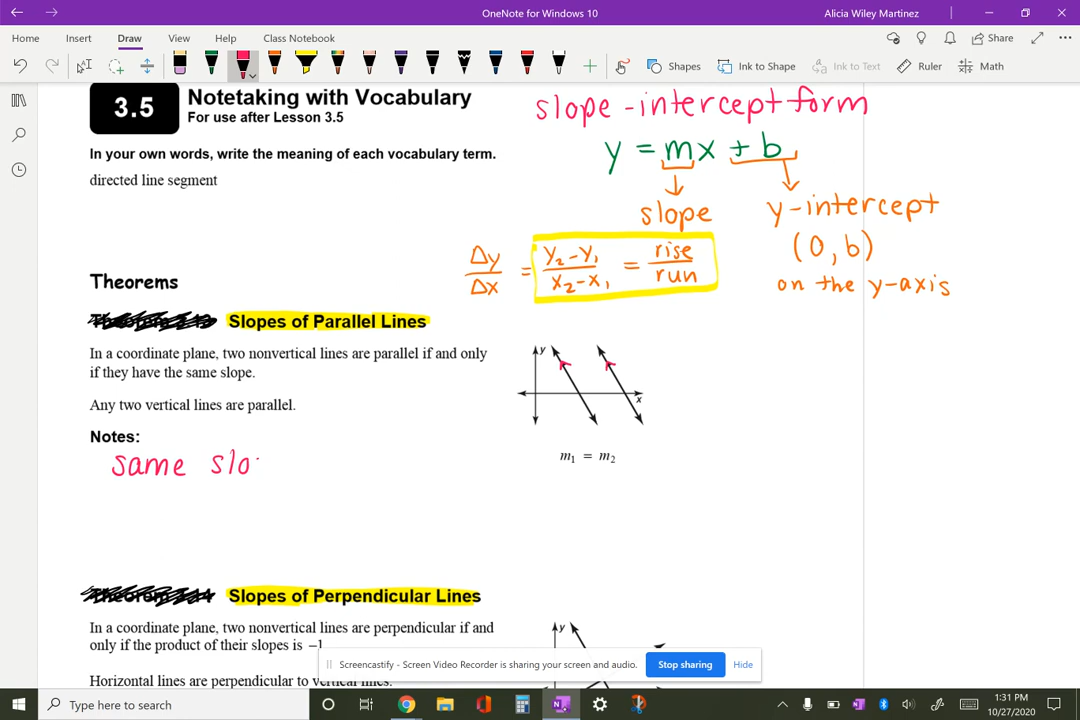 OneNote for Windows 10
Alicia Wiley Martinez
Home Insert Draw View Help Class Notebook
Share
Shapes Ink to Shape Ink to Text Ruler Math
3.5
Notetaking with Vocabulary
For use after Lesson 3.5
slope-intercept form
y = mx + b
In your own words, write the meaning of each vocabulary term.
directed line segment
slope
y-intercept
(0, b)
on the y-axis
Δy/Δx = y₂-y₁/x₂-x₁ = rise/run
Theorems
Slopes of Parallel Lines
In a coordinate plane, two nonvertical lines are parallel if and only
if they have the same slope.
Any two vertical lines are parallel.
y
x
m₁ = m₂
Notes:
same slo
Slopes of Perpendicular Lines
In a coordinate plane, two nonvertical lines are perpendicular if and
only if the product of their slopes is −1
Horizontal lines are perpendicular to vertical lines.
y
Screencastify - Screen Video Recorder is sharing your screen and audio.
Stop sharing
Hide
Type here to search
1:31 PM
10/27/2020